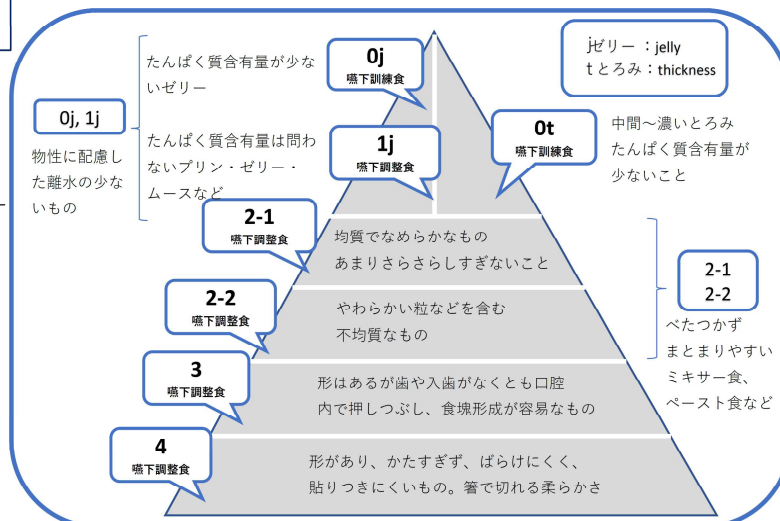 jゼリー：jelly
tとろみ：thickness
0j
嚥下訓練食
たんぱく質含有量が少な
いゼリー
0j, 1j
物性に配慮し
た離水の少な
いもの
たんぱく質含有量は問わ
ないプリン・ゼリー・
ムースなど
1j
嚥下調整食
0t
嚥下訓練食
中間～濃いとろみ
たんぱく質含有量が
少ないこと
2-1
嚥下調整食
均質でなめらかなもの
あまりさらさらしすぎないこと
2-2
嚥下調整食
やわらかい粒などを含む
不均質なもの
2-1
2-2
べたつかず
まとまりやすい
ミキサー食、
ペースト食など
3
嚥下調整食
形はあるが歯や入歯がなくとも口腔
内で押しつぶし、食塊形成が容易なもの
4
嚥下調整食
形があり、かたすぎず、ばらけにくく、
貼りつきにくいもの。箸で切れる柔らかさ